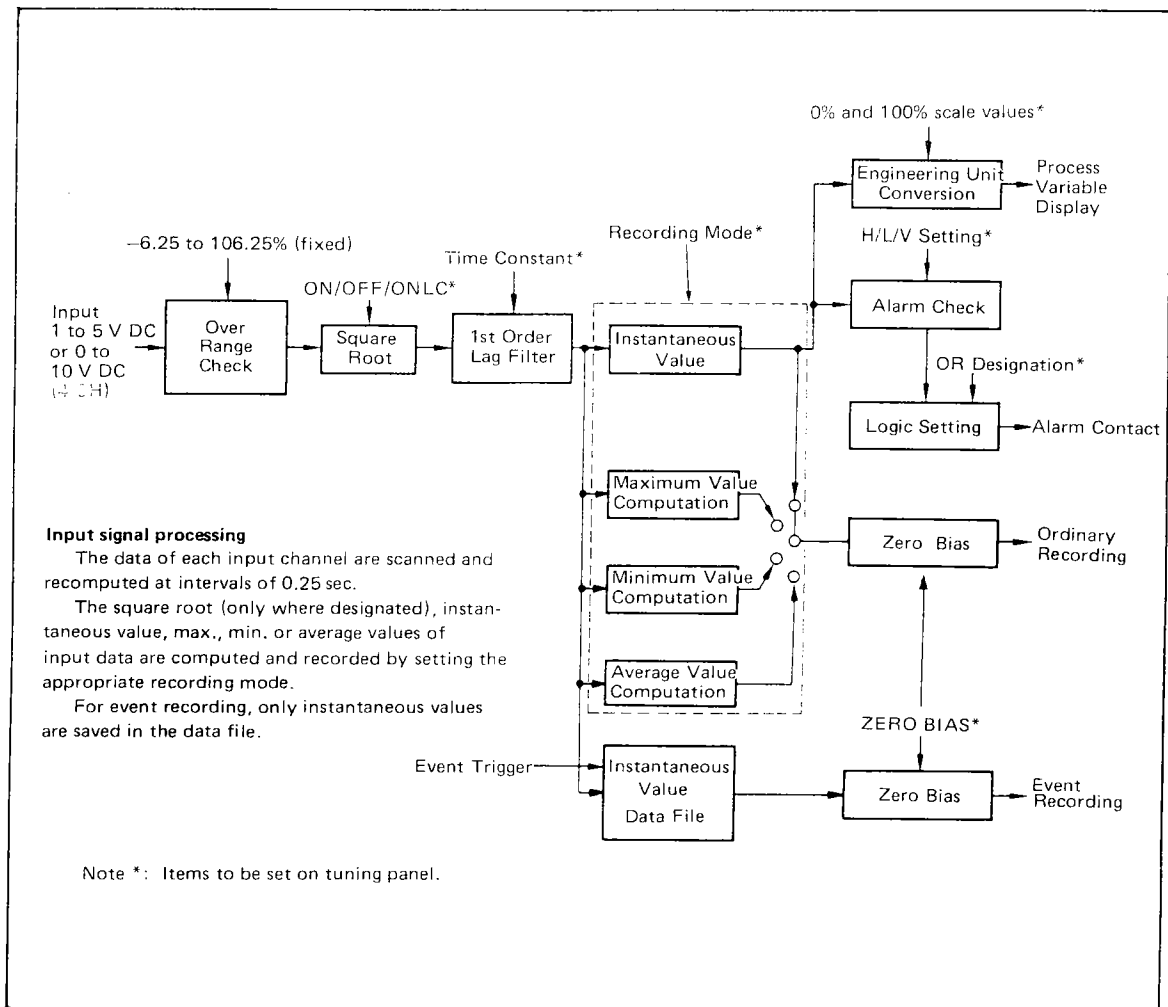 0% and 100% scale values*
Engineering Unit
Conversion
Process
Variable
Display
−6.25 to 106.25% (fixed)
Recording Mode*
H/L/V Setting*
Time Constant*
ON/OFF/ONLC*
Input
1 to 5 V DC
or 0 to
10 V DC
(4 CH)
Over
Range
Check
Square
Root
1st Order
Lag Filter
Instantaneous
Value
Alarm Check
OR Designation*
Logic Setting
Alarm Contact
Maximum Value
Computation
Input signal processing
The data of each input channel are scanned and
recomputed at intervals of 0.25 sec.
The square root (only where designated), instan-
taneous value, max., min. or average values of
input data are computed and recorded by setting the
appropriate recording mode.
For event recording, only instantaneous values
are saved in the data file.
Zero Bias
Ordinary
Recording
Minimum Value
Computation
Average Value
Computation
ZERO BIAS*
Event Trigger
Instantaneous
Value
Data File
Zero Bias
Event
Recording
Note *: Items to be set on tuning panel.